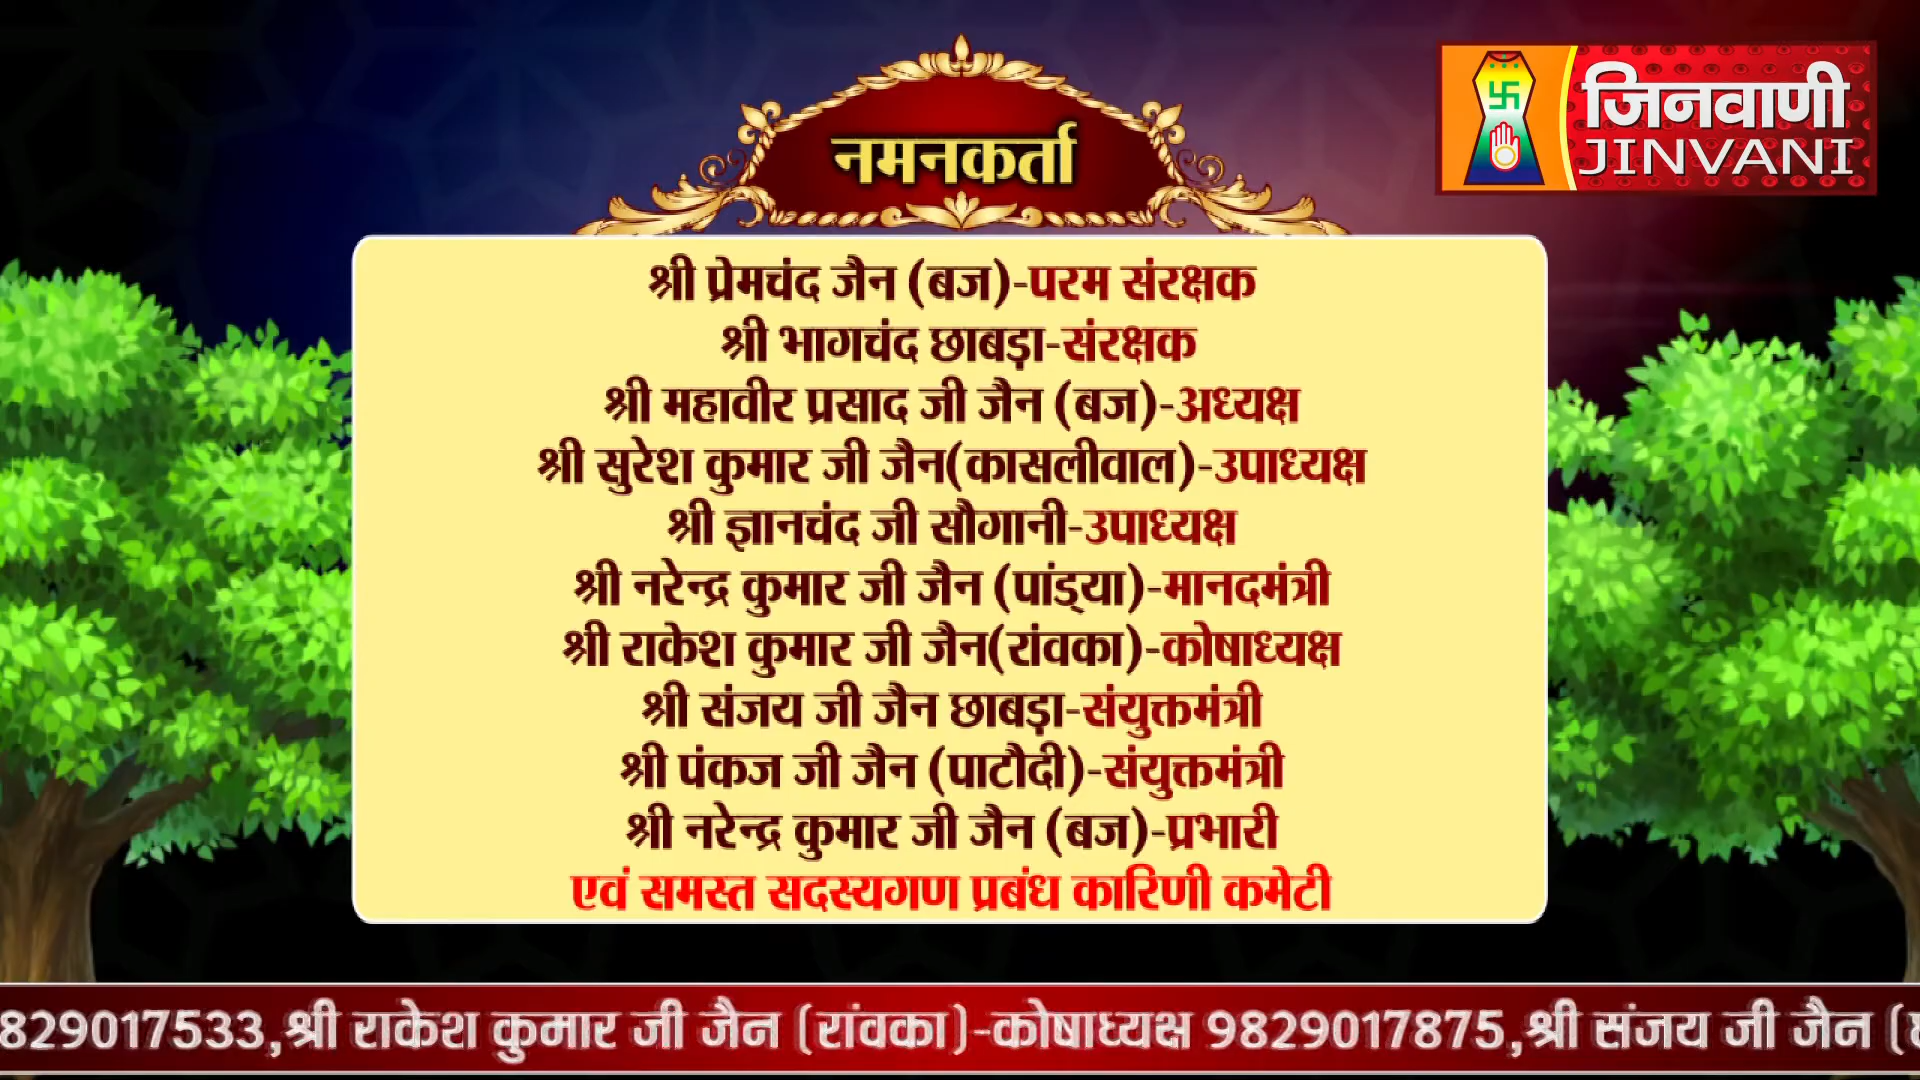 नमनकर्ता
जिनवाणी
JINVANI
श्री प्रेमचंद जैन (बज)-परम संरक्षक
श्री भागचंद छाबड़ा-संरक्षक
श्री महावीर प्रसाद जी जैन (बज)-अध्यक्ष
श्री सुरेश कुमार जी जैन(कासलीवाल)-उपाध्यक्ष
श्री ज्ञानचंद जी सौगानी-उपाध्यक्ष
श्री नरेन्द्र कुमार जी जैन (पांड्या)-मानदमंत्री
श्री राकेश कुमार जी जैन(रांवका)-कोषाध्यक्ष
श्री संजय जी जैन छाबड़ा-संयुक्तमंत्री
श्री पंकज जी जैन (पाटौदी)-संयुक्तमंत्री
श्री नरेन्द्र कुमार जी जैन (बज)-प्रभारी
एवं समस्त सदस्यगण प्रबंध कारिणी कमेटी
829017533,श्री राकेश कुमार जी जैन (रांवका)-कोषाध्यक्ष 9829017875,श्री संजय जी जैन (